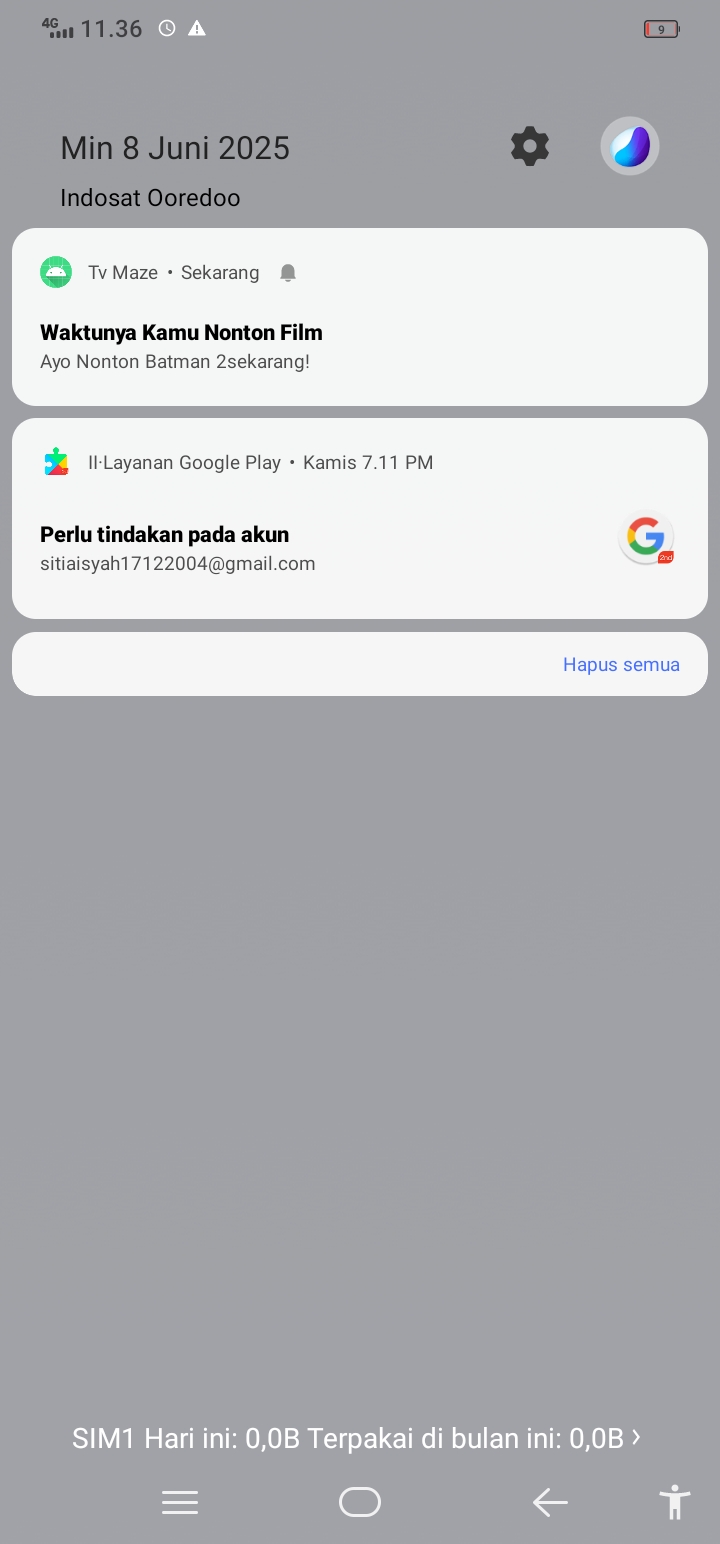 4G 11.36 9
Min 8 Juni 2025
Indosat Ooredoo
Tv Maze • Sekarang
Waktunya Kamu Nonton Film
Ayo Nonton Batman 2sekarang!
II·Layanan Google Play • Kamis 7.11 PM
Perlu tindakan pada akun
sitiaisyah17122004@gmail.com
2nd
Hapus semua
SIM1 Hari ini: 0,0B Terpakai di bulan ini: 0,0B ›